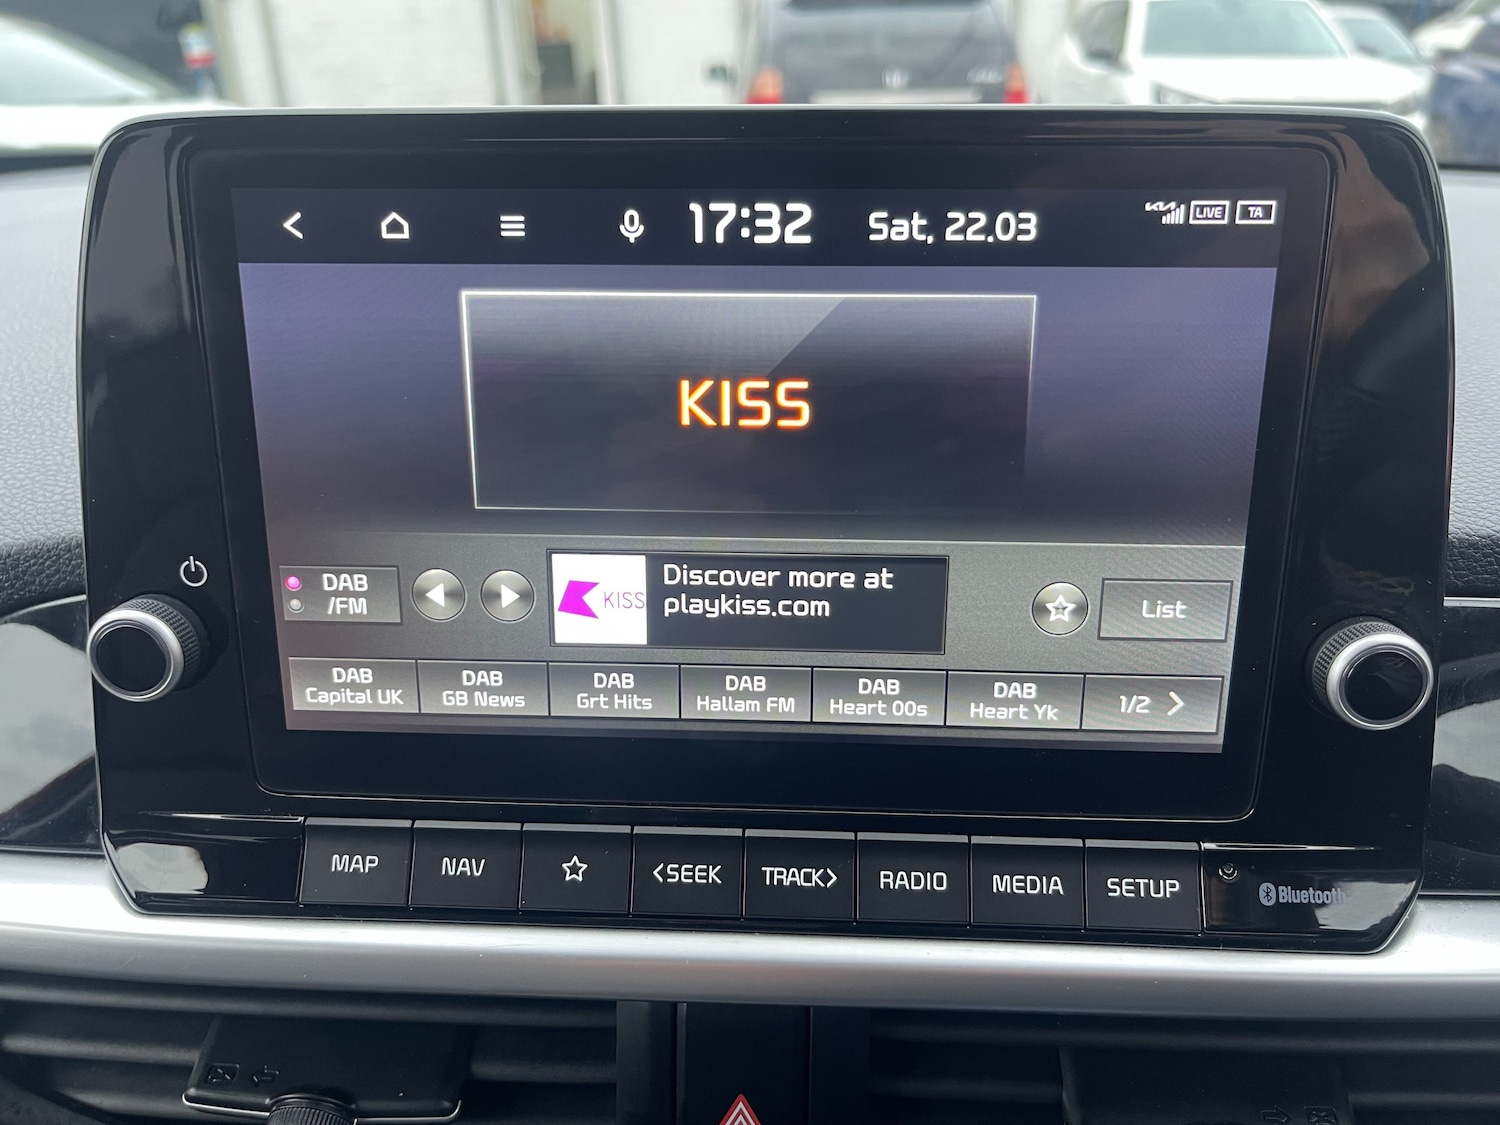 17:32
Sat, 22.03
KIA
LIVE
TA
KISS
DAB
/FM
KISS
Discover more at
playkiss.com
List
DAB
Capital UK
DAB
GB News
DAB
Grt Hits
DAB
Hallam FM
DAB
Heart 00s
DAB
Heart Yk
1/2
MAP
NAV
<SEEK
TRACK>
RADIO
MEDIA
SETUP
Bluetooth